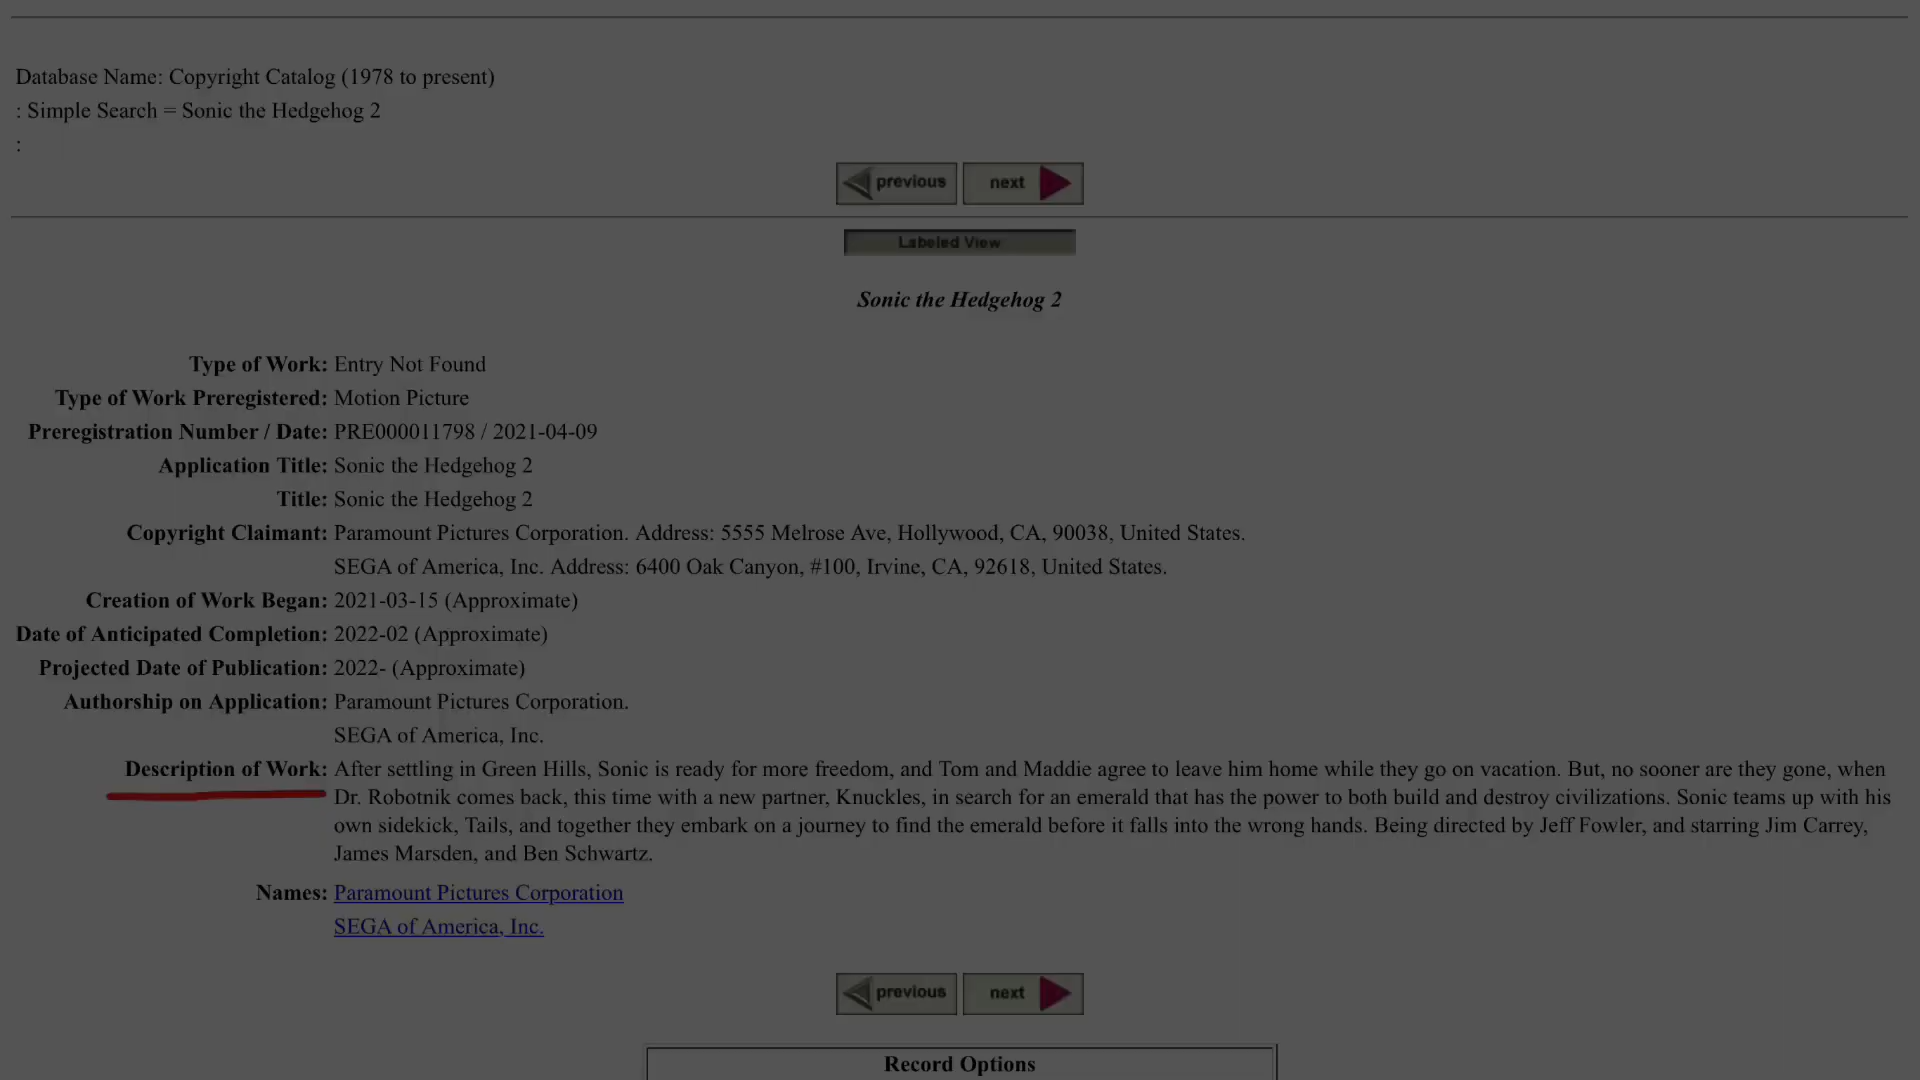 Database Name: Copyright Catalog (1978 to present)
: Simple Search = Sonic the Hedgehog 2
:
previous next
Labeled View
Sonic the Hedgehog 2
Type of Work: Entry Not Found
Type of Work Preregistered: Motion Picture
Preregistration Number / Date: PRE000011798 / 2021-04-09
Application Title: Sonic the Hedgehog 2
Title: Sonic the Hedgehog 2
Copyright Claimant: Paramount Pictures Corporation. Address: 5555 Melrose Ave, Hollywood, CA, 90038, United States.
SEGA of America, Inc. Address: 6400 Oak Canyon, #100, Irvine, CA, 92618, United States.
Creation of Work Began: 2021-03-15 (Approximate)
Date of Anticipated Completion: 2022-02 (Approximate)
Projected Date of Publication: 2022- (Approximate)
Authorship on Application: Paramount Pictures Corporation.
SEGA of America, Inc.
Description of Work: After settling in Green Hills, Sonic is ready for more freedom, and Tom and Maddie agree to leave him home while they go on vacation. But, no sooner are they gone, when
Dr. Robotnik comes back, this time with a new partner, Knuckles, in search for an emerald that has the power to both build and destroy civilizations. Sonic teams up with his
own sidekick, Tails, and together they embark on a journey to find the emerald before it falls into the wrong hands. Being directed by Jeff Fowler, and starring Jim Carrey,
James Marsden, and Ben Schwartz.
Names: Paramount Pictures Corporation
SEGA of America, Inc.
previous next
Record Options